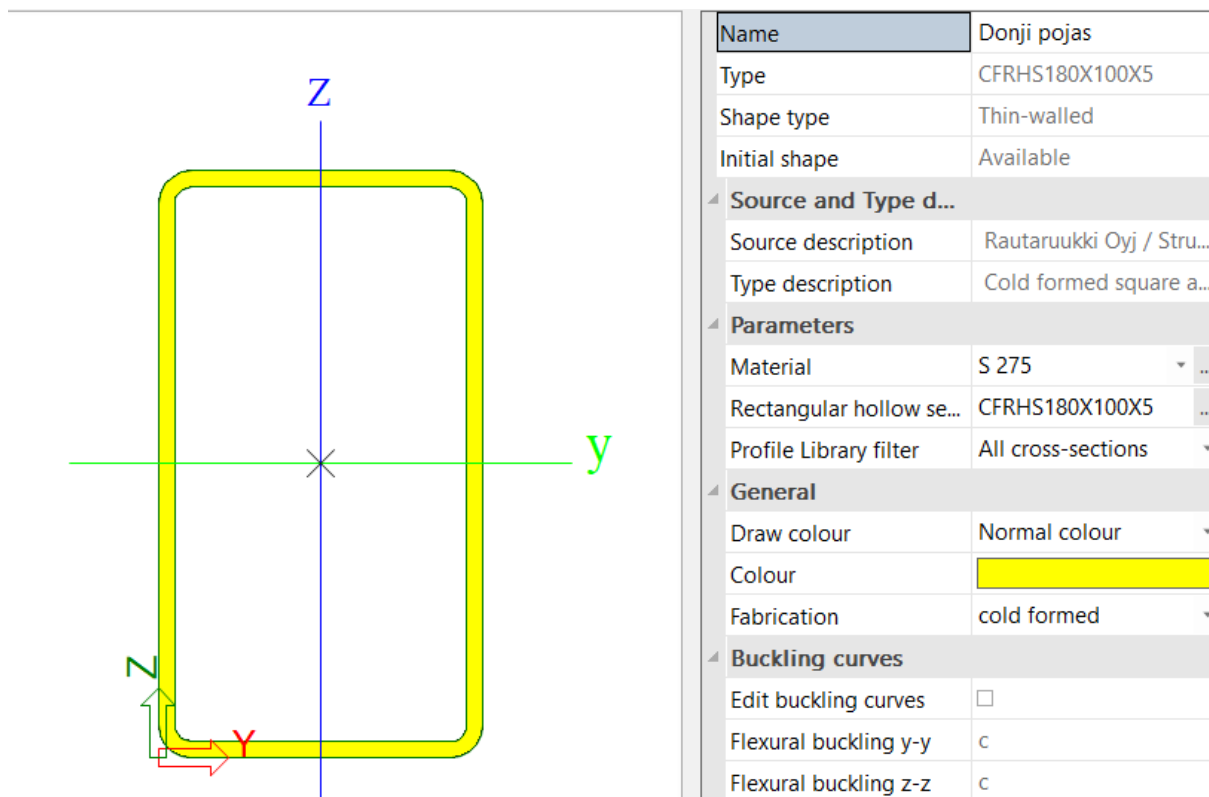 Z
y
Z
Y
Name Donji pojas
Type CFRHS180X100X5
Shape type Thin-walled
Initial shape Available
Source and Type d...
Source description Rautaruukki Oyj / Stru...
Type description Cold formed square a...
Parameters
Material S 275 ...
Rectangular hollow se... CFRHS180X100X5 ...
Profile Library filter All cross-sections
General
Draw colour Normal colour
Colour
Fabrication cold formed
Buckling curves
Edit buckling curves
Flexural buckling y-y c
Flexural buckling z-z c